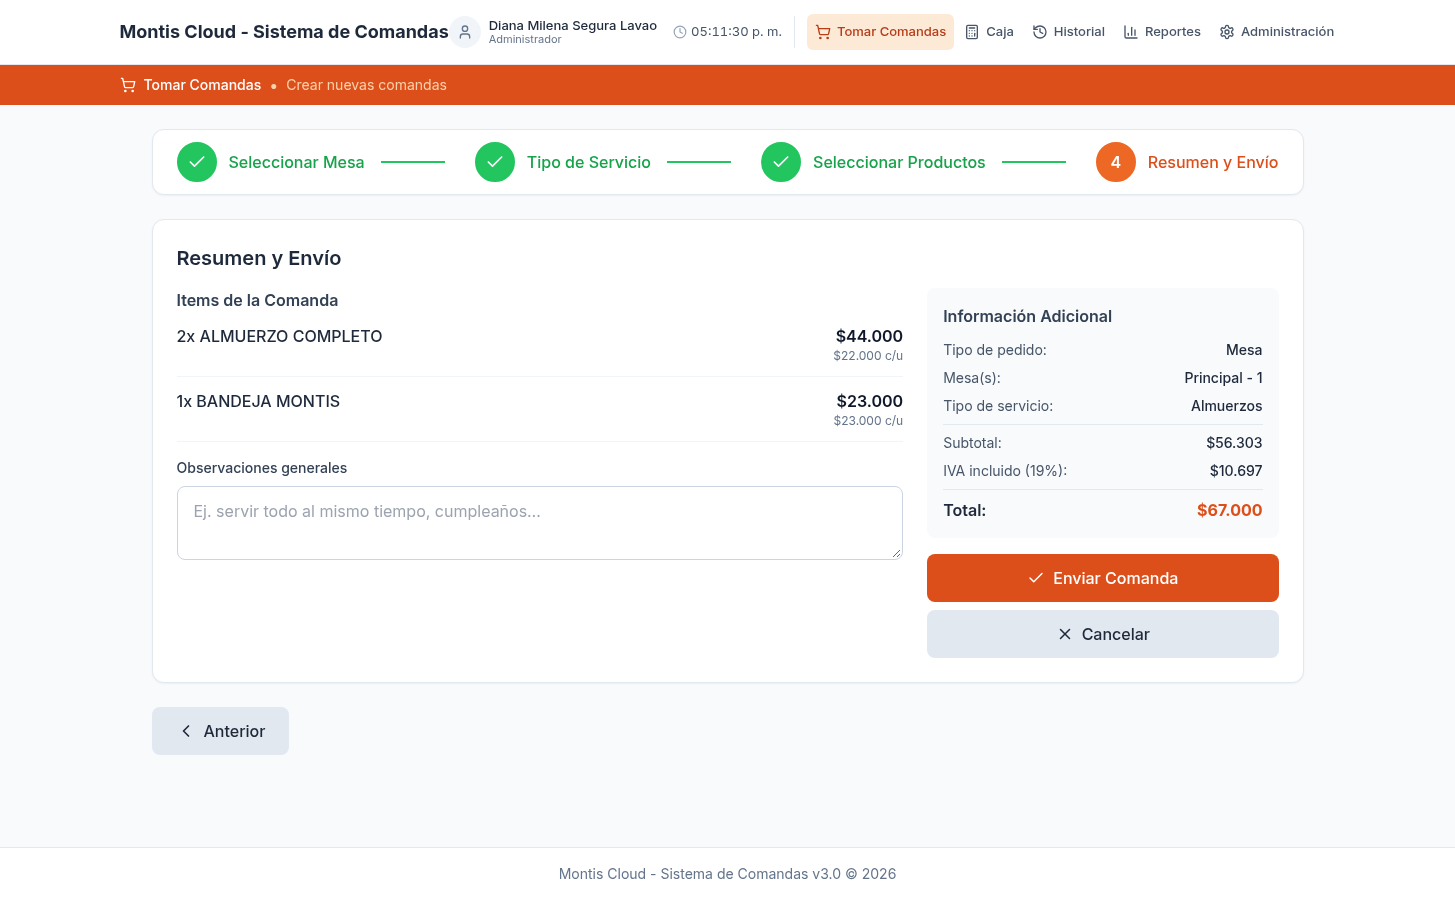 Montis Cloud - Sistema de Comandas
Diana Milena Segura Lavao
Administrador
05:11:30 p. m.
Tomar Comandas
Caja
Historial
Reportes
Administración
Tomar Comandas • Crear nuevas comandas
Seleccionar Mesa
Tipo de Servicio
Seleccionar Productos
4 Resumen y Envío
Resumen y Envío
Items de la Comanda
2x ALMUERZO COMPLETO $44.000
$22.000 c/u
1x BANDEJA MONTIS $23.000
$23.000 c/u
Observaciones generales
Ej. servir todo al mismo tiempo, cumpleaños...
Información Adicional
Tipo de pedido: Mesa
Mesa(s): Principal - 1
Tipo de servicio: Almuerzos
Subtotal: $56.303
IVA incluido (19%): $10.697
Total: $67.000
Enviar Comanda
Cancelar
Anterior
Montis Cloud - Sistema de Comandas v3.0 © 2026